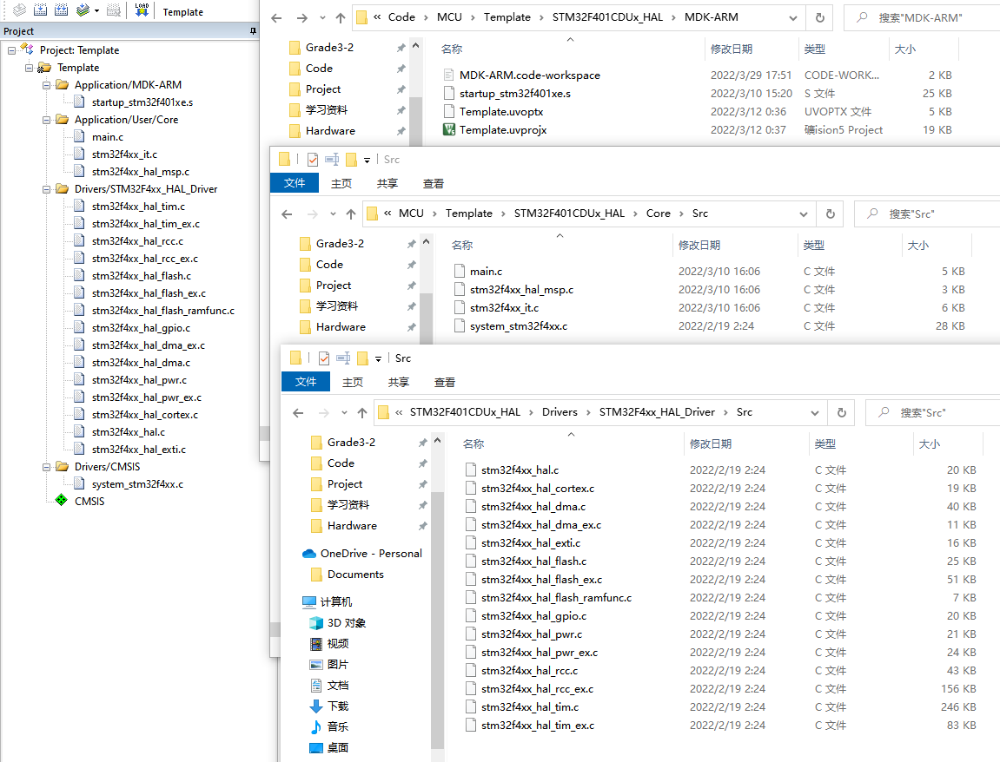 LOAD
Template
Project
Project: Template
Template
Application/MDK-ARM
startup_stm32f401xe.s
Application/User/Core
main.c
stm32f4xx_it.c
stm32f4xx_hal_msp.c
Drivers/STM32F4xx_HAL_Driver
stm32f4xx_hal_tim.c
stm32f4xx_hal_tim_ex.c
stm32f4xx_hal_rcc.c
stm32f4xx_hal_rcc_ex.c
stm32f4xx_hal_flash.c
stm32f4xx_hal_flash_ex.c
stm32f4xx_hal_flash_ramfunc.c
stm32f4xx_hal_gpio.c
stm32f4xx_hal_dma_ex.c
stm32f4xx_hal_dma.c
stm32f4xx_hal_pwr.c
stm32f4xx_hal_pwr_ex.c
stm32f4xx_hal_cortex.c
stm32f4xx_hal.c
stm32f4xx_hal_exti.c
Drivers/CMSIS
system_stm32f4xx.c
CMSIS
« Code › MCU › Template › STM32F401CDUx_HAL › MDK-ARM
搜索"MDK-ARM"
Grade3-2
Code
Project
学习资料
Hardware
名称 修改日期 类型 大小
MDK-ARM.code-workspace 2022/3/29 17:51 CODE-WORK... 2 KB
startup_stm32f401xe.s 2022/3/10 15:20 S 文件 25 KB
Template.uvoptx 2022/3/12 0:36 UVOPTX 文件 5 KB
Template.uvprojx 2022/3/12 0:37 礦ision5 Project 19 KB
Src
文件 主页 共享 查看
« MCU › Template › STM32F401CDUx_HAL › Core › Src
搜索"Src"
Grade3-2
Code
Project
学习资料
Hardware
名称 修改日期 类型 大小
main.c 2022/3/10 16:06 C 文件 5 KB
stm32f4xx_hal_msp.c 2022/3/10 16:06 C 文件 3 KB
stm32f4xx_it.c 2022/3/10 16:06 C 文件 6 KB
system_stm32f4xx.c 2022/2/19 2:24 C 文件 28 KB
Src
文件 主页 共享 查看
« STM32F401CDUx_HAL › Drivers › STM32F4xx_HAL_Driver › Src
搜索"Src"
Grade3-2
Code
Project
学习资料
Hardware
OneDrive - Personal
Documents
计算机
3D 对象
视频
图片
文档
下载
音乐
桌面
名称 修改日期 类型 大小
stm32f4xx_hal.c 2022/2/19 2:24 C 文件 20 KB
stm32f4xx_hal_cortex.c 2022/2/19 2:24 C 文件 19 KB
stm32f4xx_hal_dma.c 2022/2/19 2:24 C 文件 40 KB
stm32f4xx_hal_dma_ex.c 2022/2/19 2:24 C 文件 11 KB
stm32f4xx_hal_exti.c 2022/2/19 2:24 C 文件 16 KB
stm32f4xx_hal_flash.c 2022/2/19 2:24 C 文件 25 KB
stm32f4xx_hal_flash_ex.c 2022/2/19 2:24 C 文件 51 KB
stm32f4xx_hal_flash_ramfunc.c 2022/2/19 2:24 C 文件 7 KB
stm32f4xx_hal_gpio.c 2022/2/19 2:24 C 文件 20 KB
stm32f4xx_hal_pwr.c 2022/2/19 2:24 C 文件 21 KB
stm32f4xx_hal_pwr_ex.c 2022/2/19 2:24 C 文件 24 KB
stm32f4xx_hal_rcc.c 2022/2/19 2:24 C 文件 43 KB
stm32f4xx_hal_rcc_ex.c 2022/2/19 2:24 C 文件 156 KB
stm32f4xx_hal_tim.c 2022/2/19 2:24 C 文件 246 KB
stm32f4xx_hal_tim_ex.c 2022/2/19 2:24 C 文件 83 KB